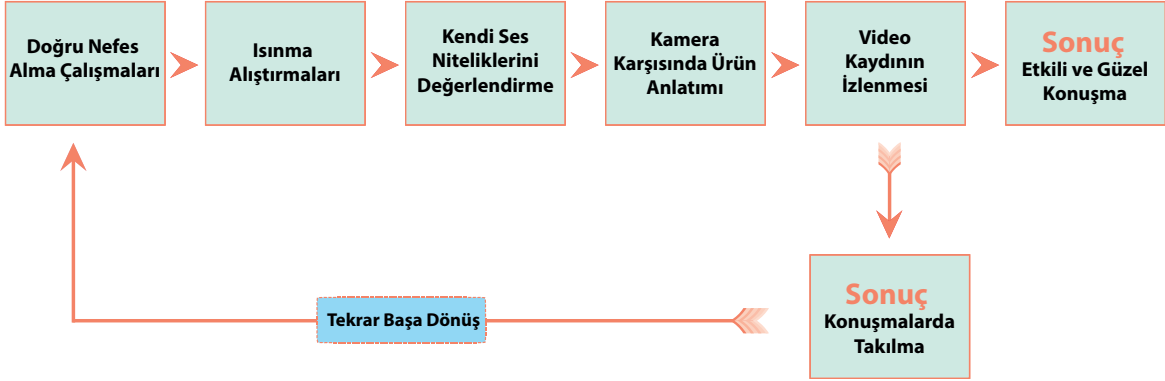 Doğru Nefes
Alma Çalışmaları
Isınma
Alıştırmaları
Kendi Ses
Niteliklerini
Değerlendirme
Kamera
Karşısında Ürün
Anlatımı
Video
Kaydının
İzlenmesi
Sonuç
Etkili ve Güzel
Konuşma
Sonuç
Konuşmalarda
Takılma
Tekrar Başa Dönüş